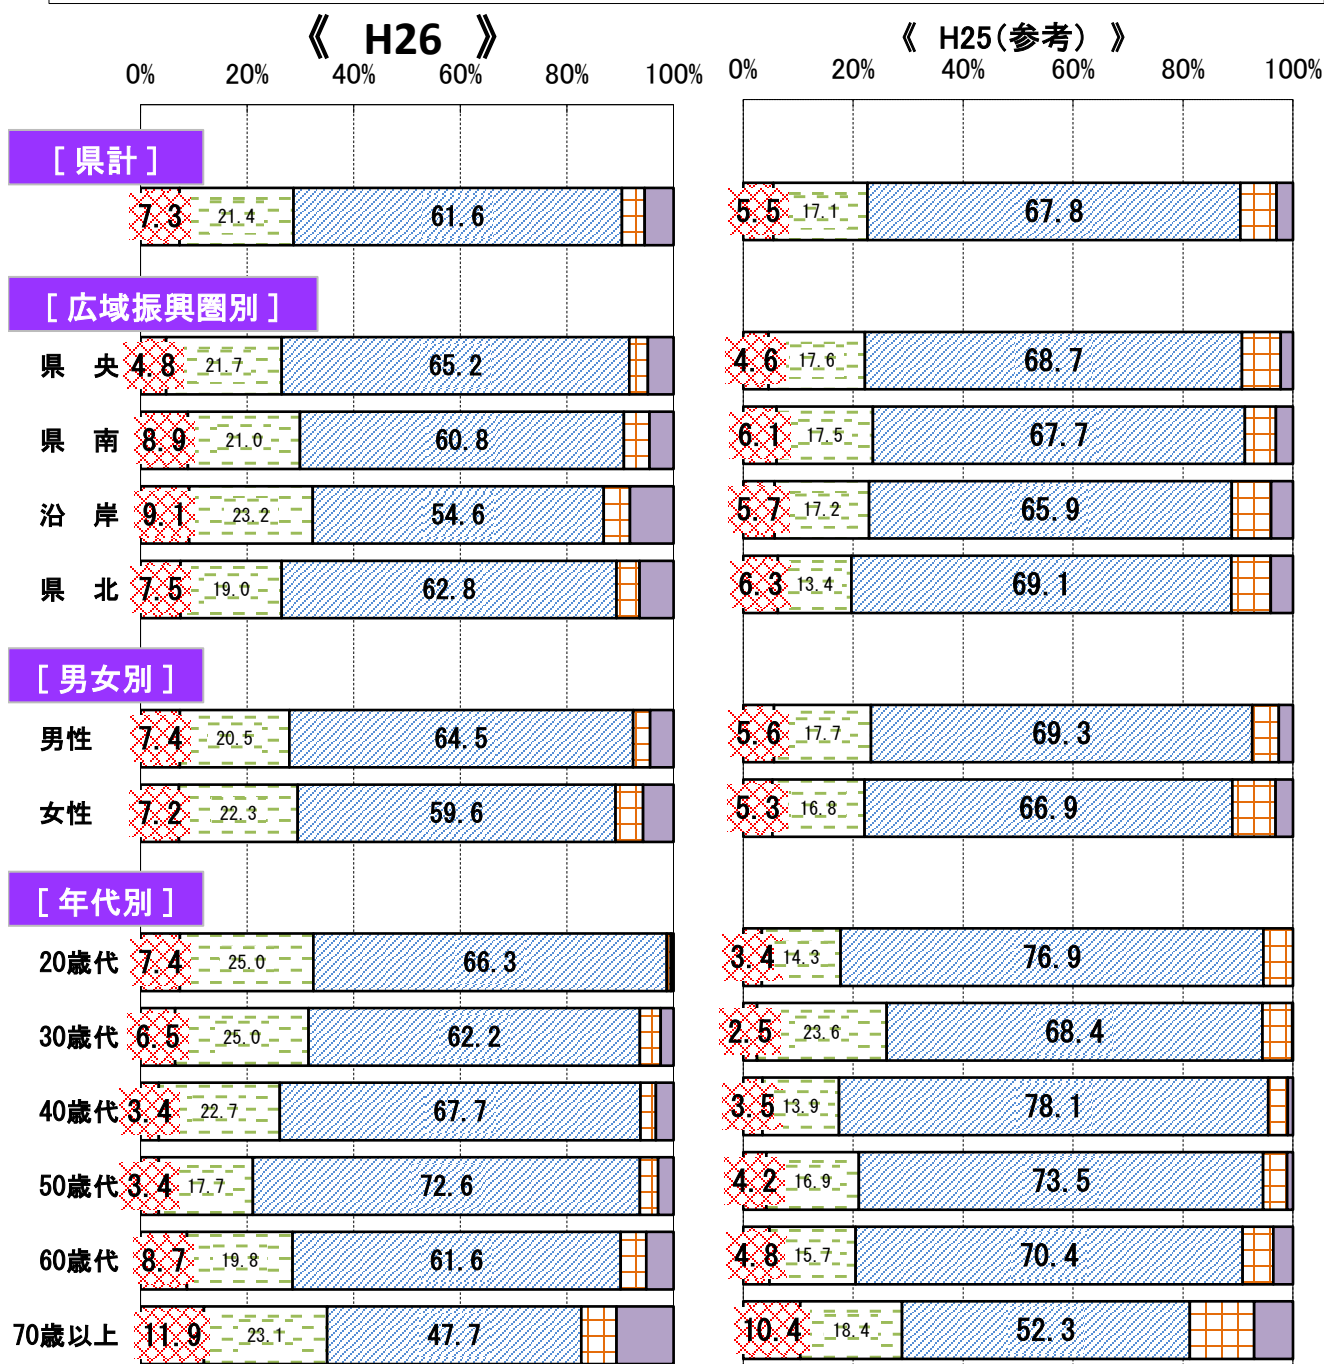 《 H26 》
《 H25(参考) 》
0% 20% 40% 60% 80% 100%
0% 20% 40% 60% 80% 100%
[ 県計 ]
7.3 21.4 61.6
5.5 17.1 67.8
[ 広域振興圏別 ]
県 央 4.8 21.7 65.2
4.6 17.6 68.7
県 南 8.9 21.0 60.8
6.1 17.5 67.7
沿 岸 9.1 23.2 54.6
5.7 17.2 65.9
県 北 7.5 19.0 62.8
6.3 13.4 69.1
[ 男女別 ]
男性 7.4 20.5 64.5
5.6 17.7 69.3
女性 7.2 22.3 59.6
5.3 16.8 66.9
[ 年代別 ]
20歳代 7.4 25.0 66.3
3.4 14.3 76.9
30歳代 6.5 25.0 62.2
2.5 23.6 68.4
40歳代 3.4 22.7 67.7
3.5 13.9 78.1
50歳代 3.4 17.7 72.6
4.2 16.9 73.5
60歳代 8.7 19.8 61.6
4.8 15.7 70.4
70歳以上 11.9 23.1 47.7
10.4 18.4 52.3